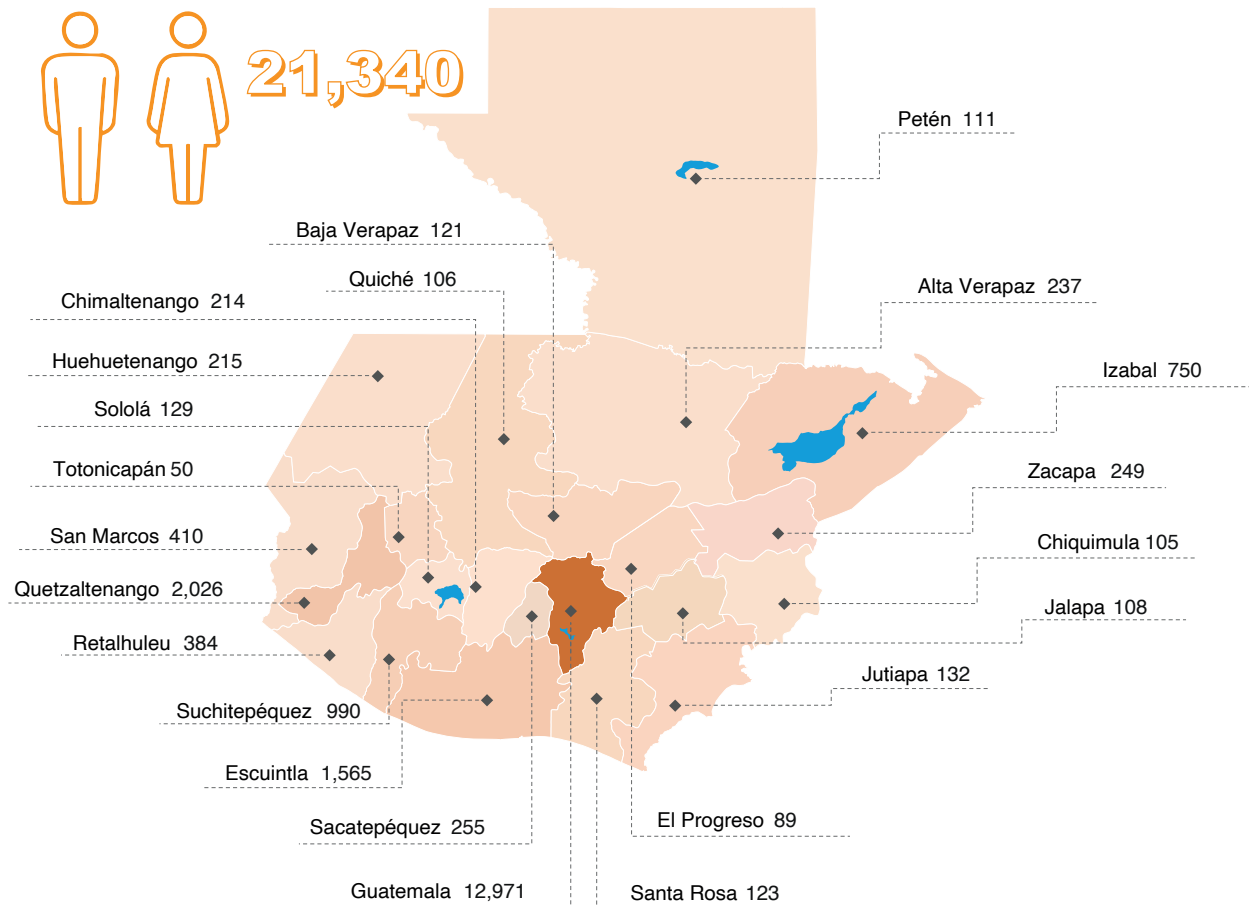 21,340
Petén 111
Baja Verapaz 121
Quiché 106
Alta Verapaz 237
Chimaltenango 214
Huehuetenango 215
Izabal 750
Sololá 129
Totonicapán 50
Zacapa 249
San Marcos 410
Chiquimula 105
Quetzaltenango 2,026
Jalapa 108
Retalhuleu 384
Jutiapa 132
Suchitepéquez 990
Escuintla 1,565
Sacatepéquez 255
El Progreso 89
Guatemala 12,971
Santa Rosa 123